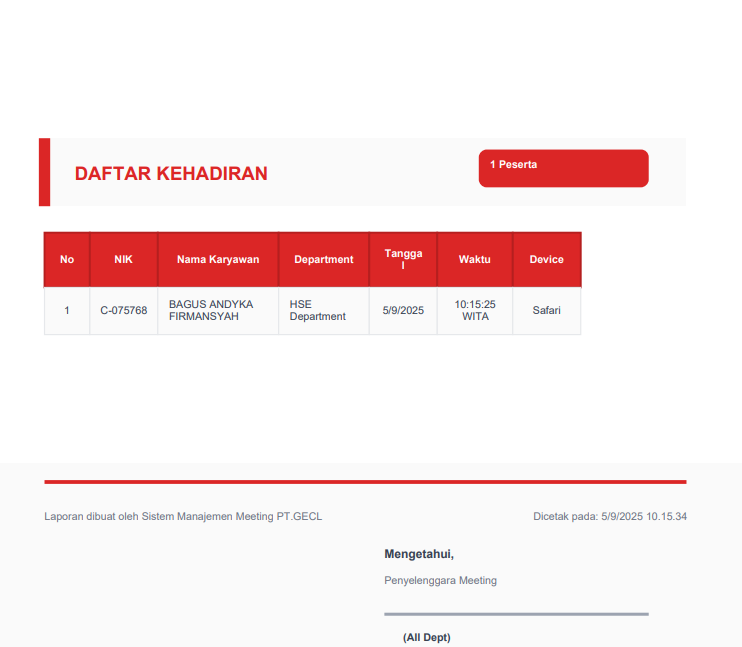 DAFTAR KEHADIRAN
1 Peserta
No NIK Nama Karyawan Department Tangga
l Waktu Device
1 C-075768 BAGUS ANDYKA
FIRMANSYAH HSE
Department 5/9/2025 10:15:25
WITA Safari
Laporan dibuat oleh Sistem Manajemen Meeting PT.GECL
Dicetak pada: 5/9/2025 10.15.34
Mengetahui,
Penyelenggara Meeting
(All Dept)